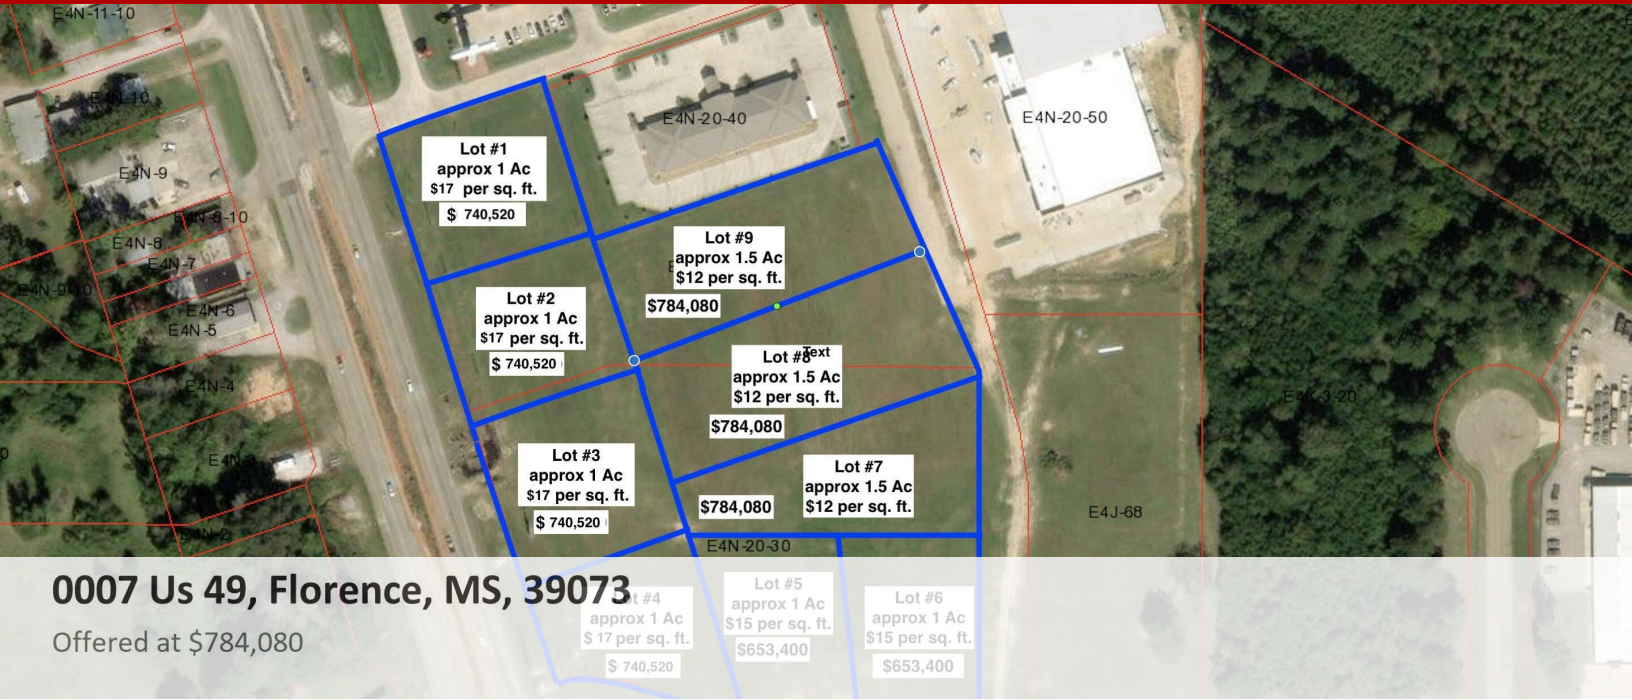 E4N-11-10
E4N-10
E4N-20-40
E4N-20-50
Lot #1
approx 1 Ac
$17 per sq. ft.
$ 740,520
E4N-9
E4N-8-10
E4N-8
E4N-7
E4N-9-10
E4N-6
E4N-5
E4N-4
Lot #9
approx 1.5 Ac
$12 per sq. ft.
$784,080
Lot #2
approx 1 Ac
$17 per sq. ft.
$ 740,520
Text
Lot #8
approx 1.5 Ac
$12 per sq. ft.
$784,080
Lot #3
approx 1 Ac
$17 per sq. ft.
$ 740,520
Lot #7
approx 1.5 Ac
$12 per sq. ft.
$784,080
E4J-68
E4N-2
E4N-20-30
0007 Us 49, Florence, MS, 39073
Offered at $784,080
Lot #4
approx 1 Ac
$ 17 per sq. ft.
$ 740,520
Lot #5
approx 1 Ac
$15 per sq. ft.
$653,400
Lot #6
approx 1 Ac
$15 per sq. ft.
$653,400